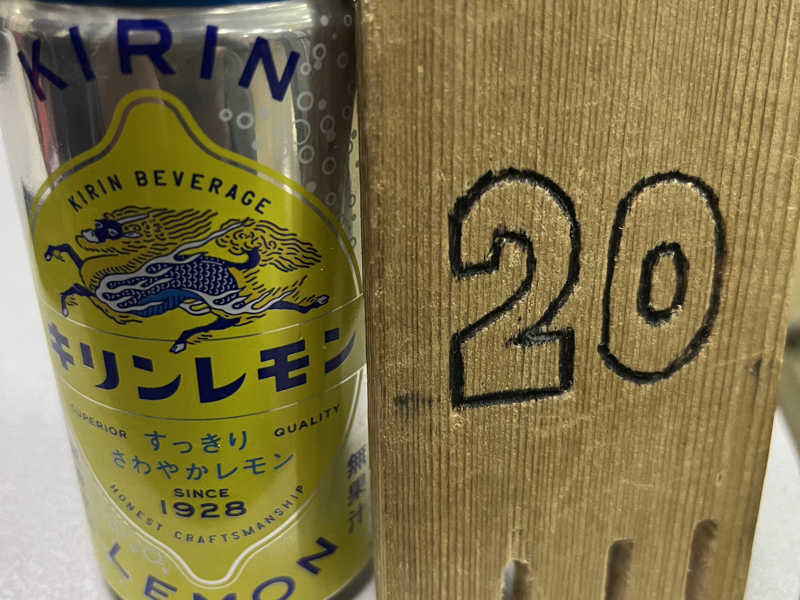 KIRIN
KIRIN BEVERAGE
キリンレモン
SUPERIOR QUALITY
すっきり
さわやかレモン
SINCE
1928
HONEST CRAFTSMANSHIP
LEMON
無果汁
20